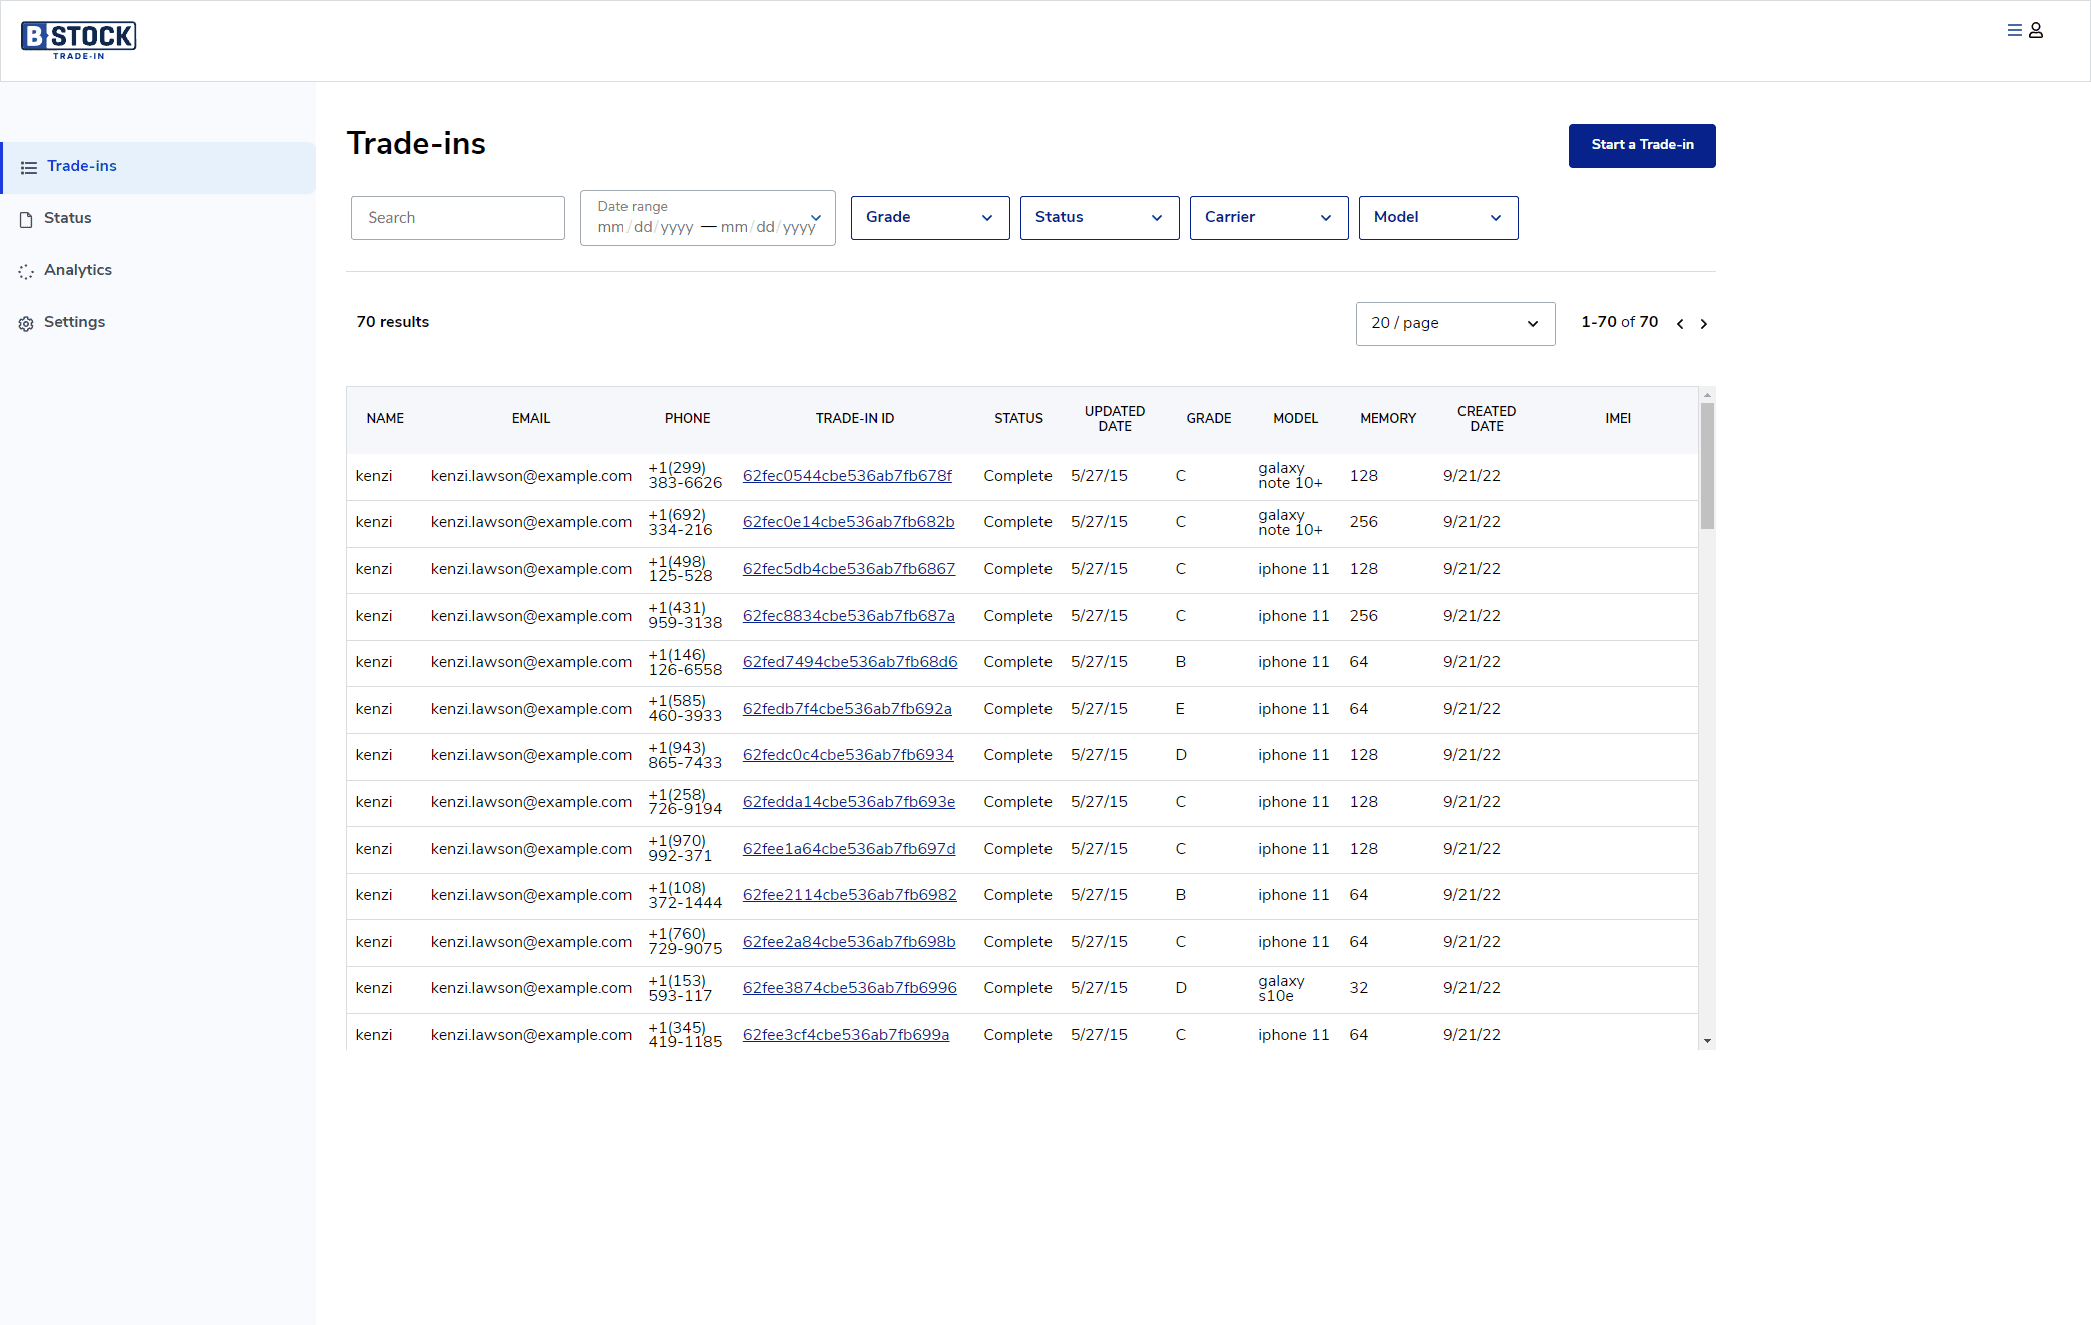 B STOCK
TRADE-IN
Trade-ins
Status
Analytics
Settings
Trade-ins
Start a Trade-in
Search
Date range
mm/dd/yyyy — mm/dd/yyyy
Grade
Status
Carrier
Model
70 results
20 / page
1-70 of 70
NAME EMAIL PHONE TRADE-IN ID STATUS UPDATED DATE GRADE MODEL MEMORY CREATED DATE IMEI
kenzi kenzi.lawson@example.com +1(299) 383-6626 62fec0544cbe536ab7fb678f Complete 5/27/15 C galaxy note 10+ 128 9/21/22
kenzi kenzi.lawson@example.com +1(692) 334-216 62fec0e14cbe536ab7fb682b Complete 5/27/15 C galaxy note 10+ 256 9/21/22
kenzi kenzi.lawson@example.com +1(498) 125-528 62fec5db4cbe536ab7fb6867 Complete 5/27/15 C iphone 11 128 9/21/22
kenzi kenzi.lawson@example.com +1(431) 959-3138 62fec8834cbe536ab7fb687a Complete 5/27/15 C iphone 11 256 9/21/22
kenzi kenzi.lawson@example.com +1(146) 126-6558 62fed7494cbe536ab7fb68d6 Complete 5/27/15 B iphone 11 64 9/21/22
kenzi kenzi.lawson@example.com +1(585) 460-3933 62fedb7f4cbe536ab7fb692a Complete 5/27/15 E iphone 11 64 9/21/22
kenzi kenzi.lawson@example.com +1(943) 865-7433 62fedc0c4cbe536ab7fb6934 Complete 5/27/15 D iphone 11 128 9/21/22
kenzi kenzi.lawson@example.com +1(258) 726-9194 62fedda14cbe536ab7fb693e Complete 5/27/15 C iphone 11 128 9/21/22
kenzi kenzi.lawson@example.com +1(970) 992-371 62fee1a64cbe536ab7fb697d Complete 5/27/15 C iphone 11 128 9/21/22
kenzi kenzi.lawson@example.com +1(108) 372-1444 62fee2114cbe536ab7fb6982 Complete 5/27/15 B iphone 11 64 9/21/22
kenzi kenzi.lawson@example.com +1(760) 729-9075 62fee2a84cbe536ab7fb698b Complete 5/27/15 C iphone 11 64 9/21/22
kenzi kenzi.lawson@example.com +1(153) 593-117 62fee3874cbe536ab7fb6996 Complete 5/27/15 D galaxy s10e 32 9/21/22
kenzi kenzi.lawson@example.com +1(345) 419-1185 62fee3cf4cbe536ab7fb699a Complete 5/27/15 C iphone 11 64 9/21/22